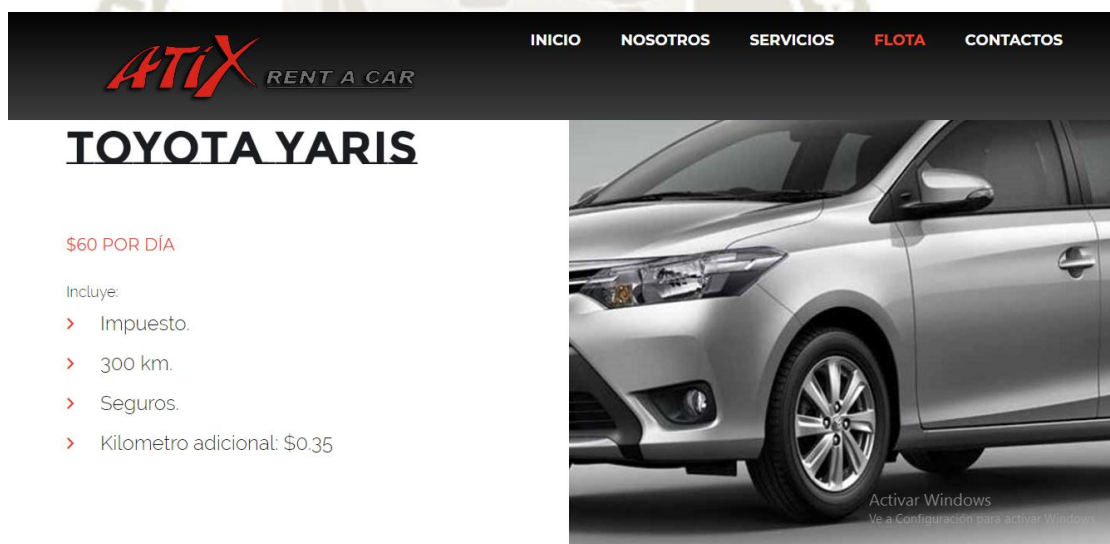 INICIO NOSOTROS SERVICIOS FLOTA CONTACTOS
ATiX RENT A CAR
TOYOTA YARIS
$60 POR DÍA
Incluye:
Impuesto.
300 km.
Seguros.
Kilometro adicional: $0.35
Activar Windows
Ve a Configuración para activar Windows.